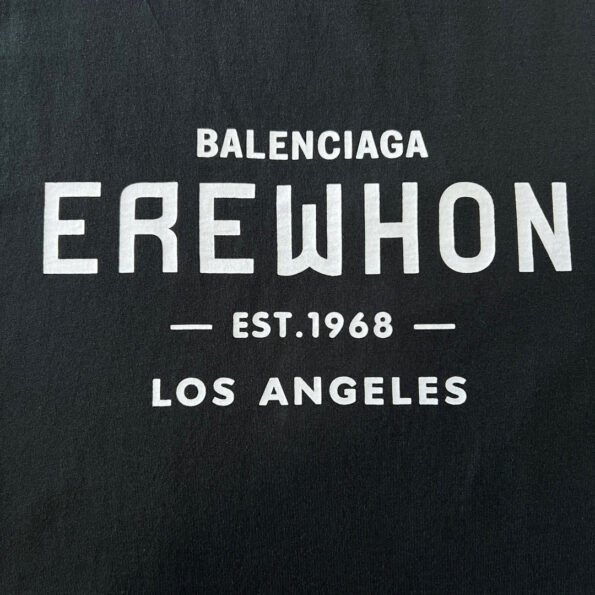 BALENCIAGA
EREWHON
— EST.1968 —
LOS ANGELES